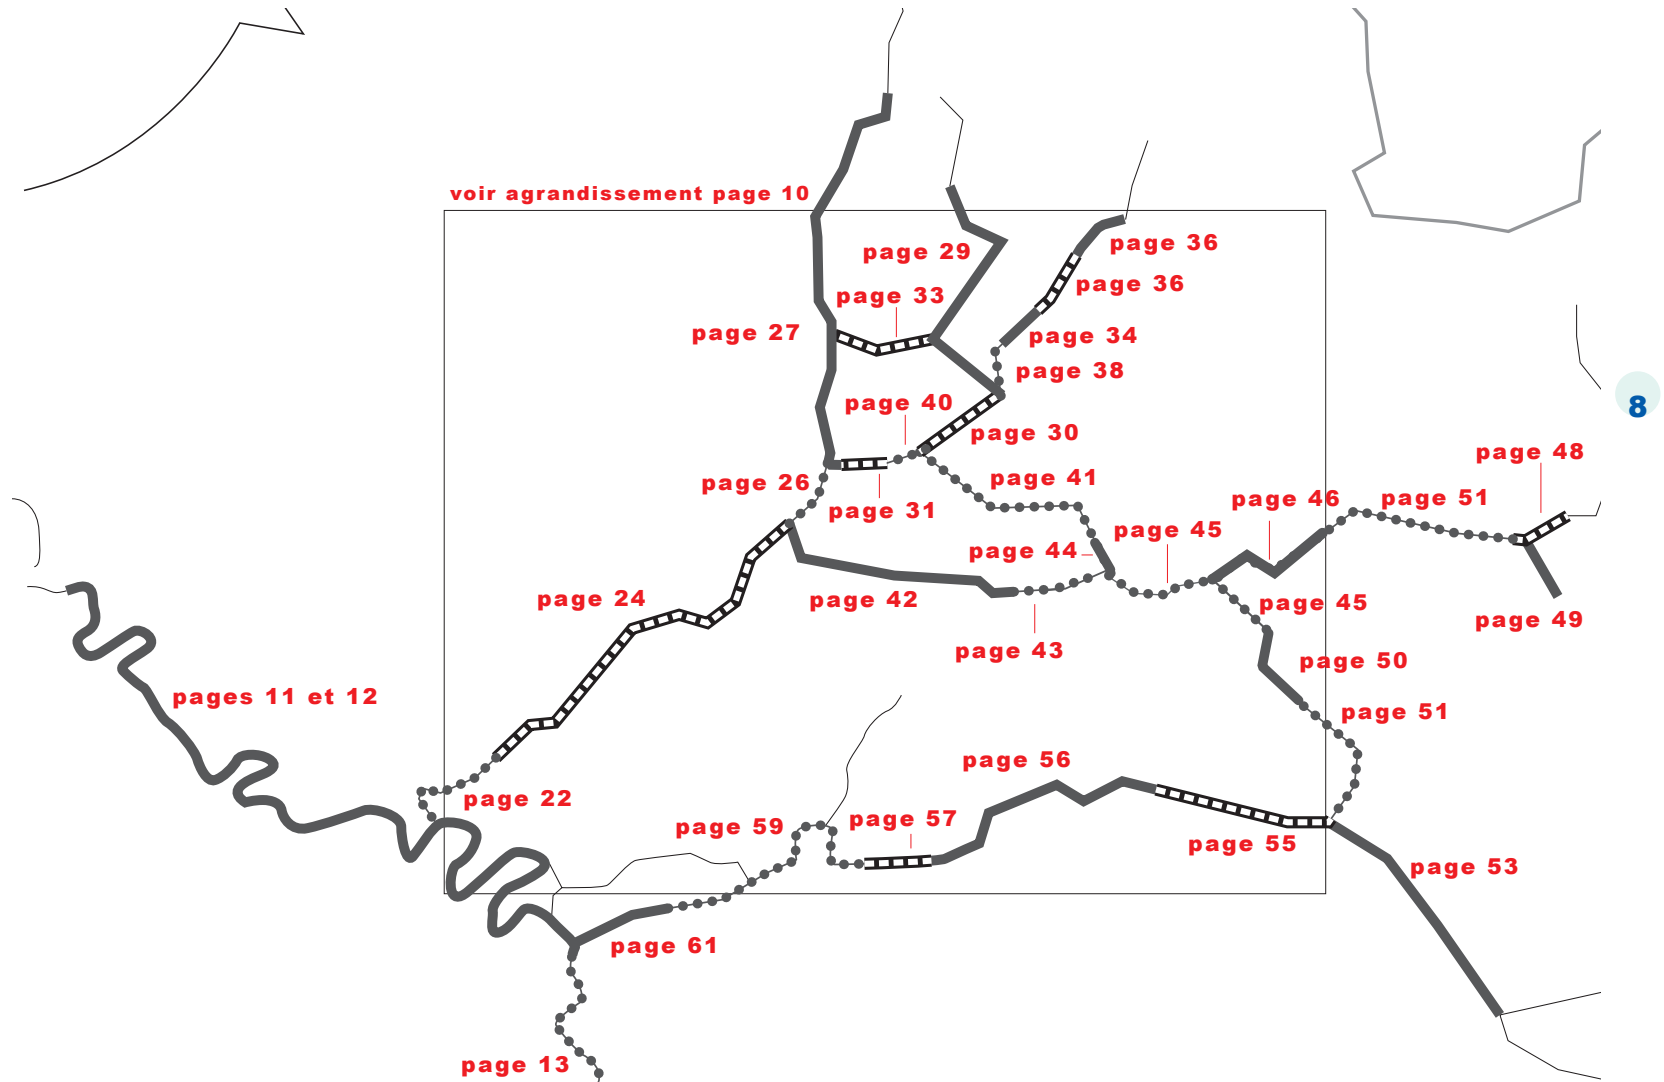 voir agrandissement page 10
page 36
page 29
page 36
page 33
page 27
page 34
page 38
page 40
8
page 30
page 48
page 41
page 26
page 46
page 51
page 31
page 45
page 44
page 24
page 42
page 45
page 49
page 43
page 50
pages 11 et 12
page 51
page 56
page 22
page 57
page 59
page 55
page 53
page 61
page 13